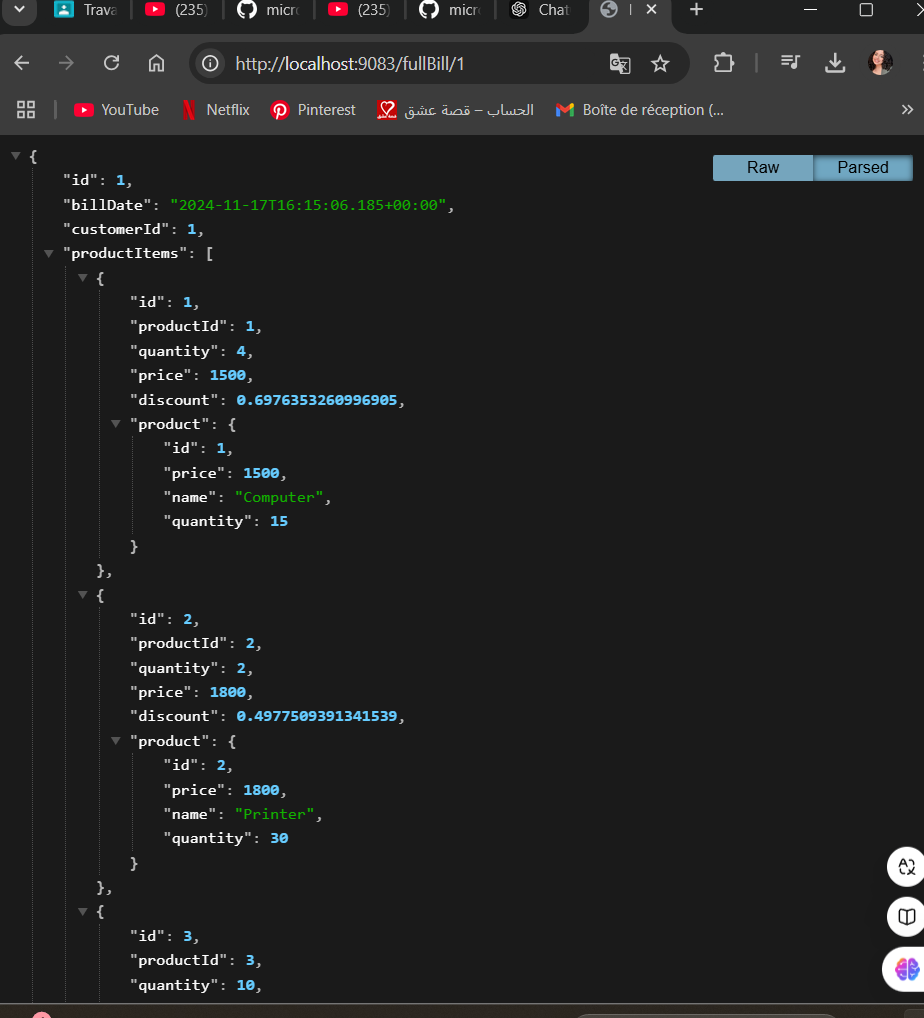 Trava
(235)
micro
(235)
micro
Chat
http://localhost:9083/fullBill/1
YouTube
Netflix
Pinterest
الحساب – قصة عشق
Boîte de réception (...
Raw
Parsed
{
"id": 1,
"billDate": "2024-11-17T16:15:06.185+00:00",
"customerId": 1,
"productItems": [
{
"id": 1,
"productId": 1,
"quantity": 4,
"price": 1500,
"discount": 0.6976353260996905,
"product": {
"id": 1,
"price": 1500,
"name": "Computer",
"quantity": 15
}
},
{
"id": 2,
"productId": 2,
"quantity": 2,
"price": 1800,
"discount": 0.4977509391341539,
"product": {
"id": 2,
"price": 1800,
"name": "Printer",
"quantity": 30
}
},
{
"id": 3,
"productId": 3,
"quantity": 10,